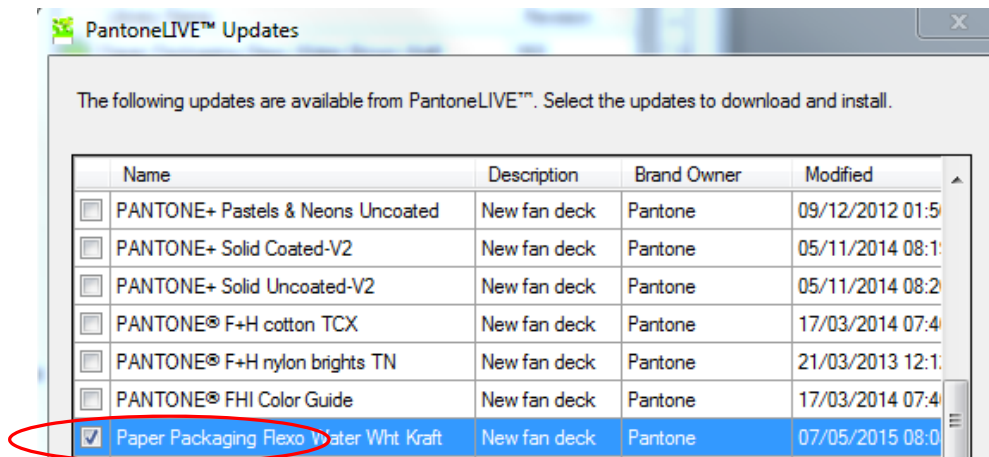 PantoneLIVE™ Updates
The following updates are available from PantoneLIVE™. Select the updates to download and install.
Name Description Brand Owner Modified
PANTONE+ Pastels & Neons Uncoated New fan deck Pantone 09/12/2012
PANTONE+ Solid Coated-V2 New fan deck Pantone 05/11/2014
PANTONE+ Solid Uncoated-V2 New fan deck Pantone 05/11/2014
PANTONE® F+H cotton TCX New fan deck Pantone 17/03/2014
PANTONE® F+H nylon brights TN New fan deck Pantone 21/03/2013
PANTONE® FHI Color Guide New fan deck Pantone 17/03/2014
Paper Packaging Flexo Water Wht Kraft New fan deck Pantone 07/05/2015